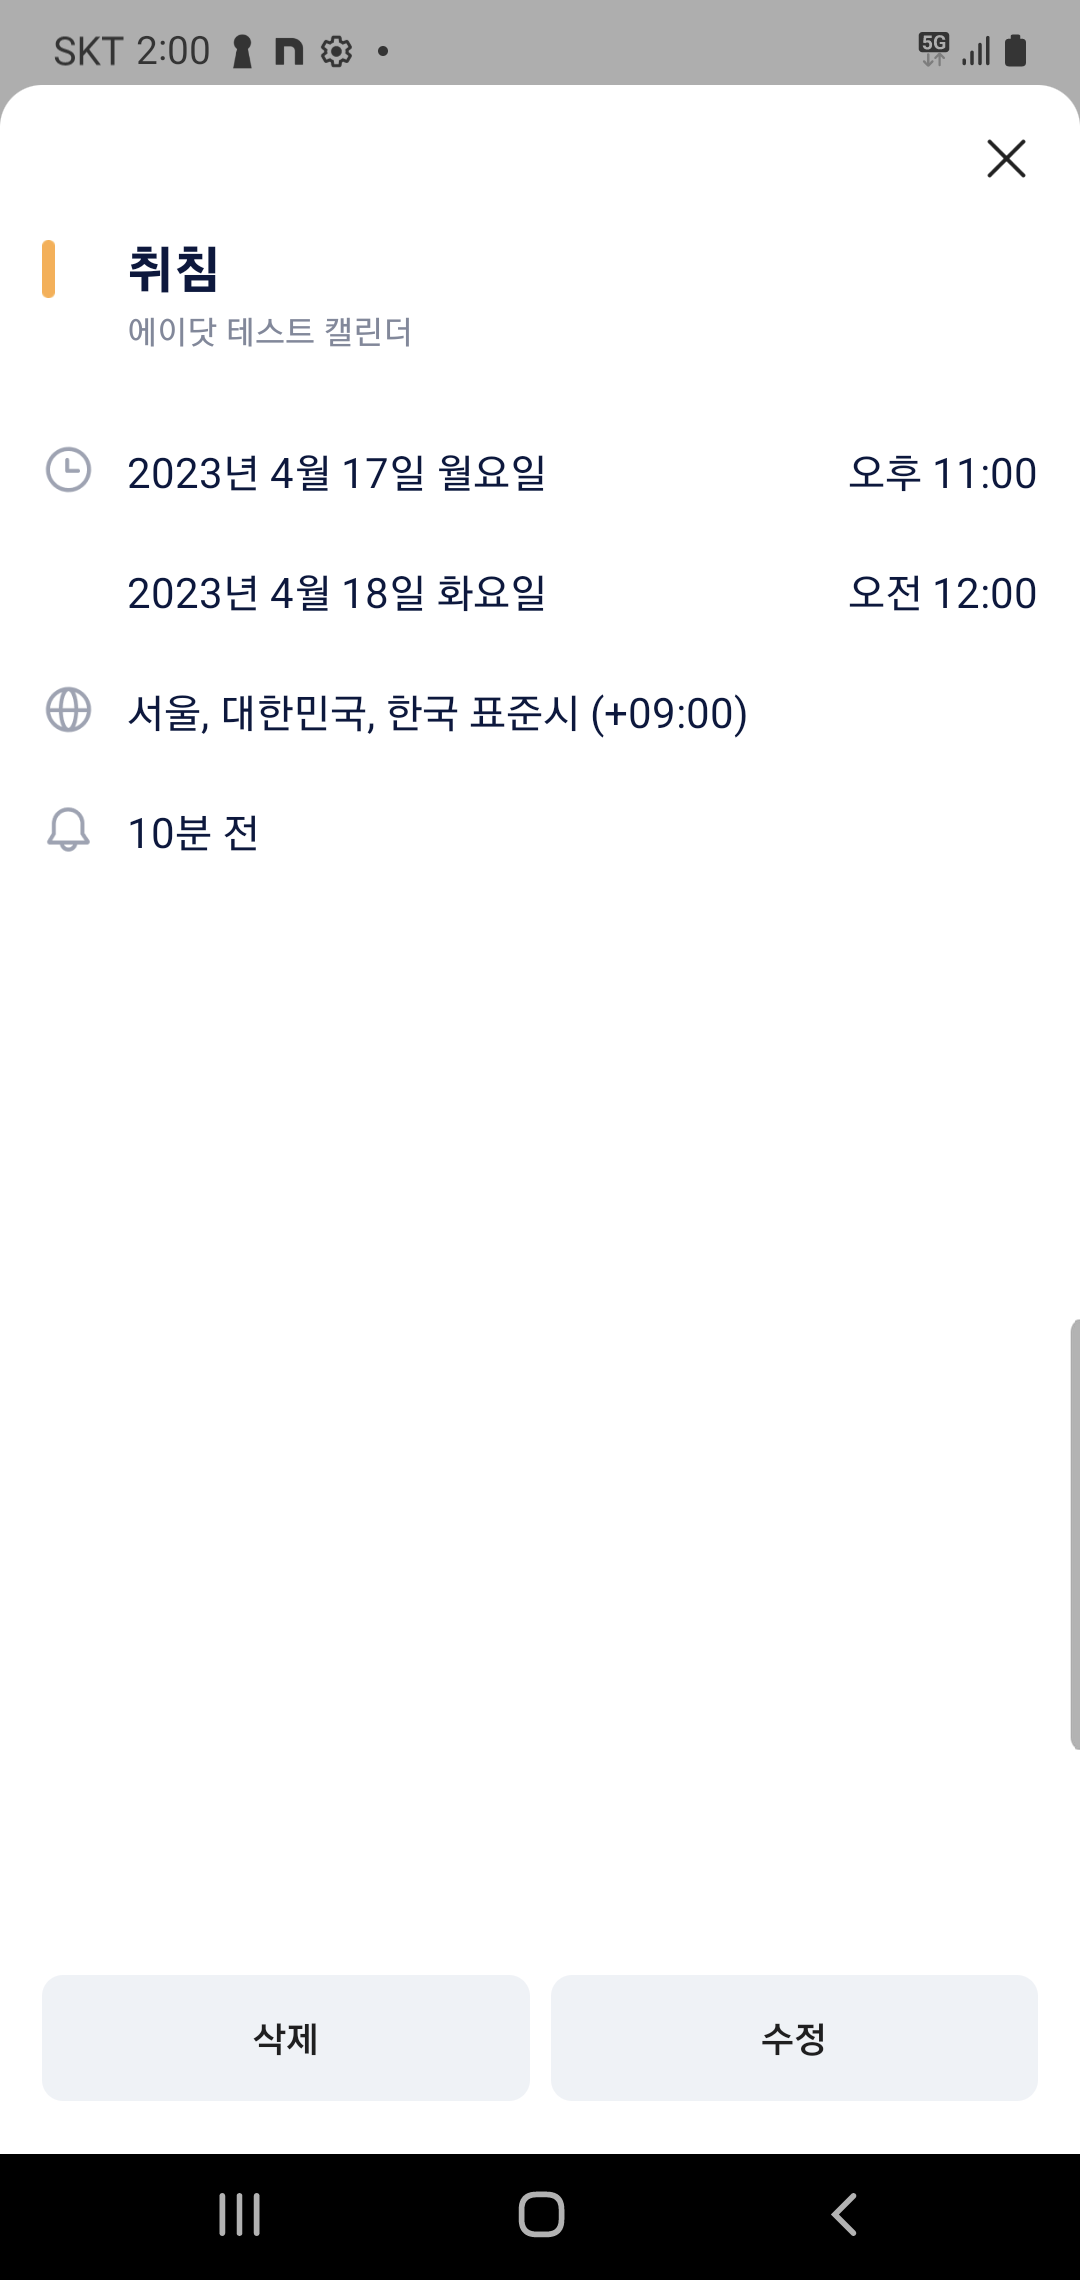 SKT 2:00
5G
취침
에이닷 테스트 캘린더
2023년 4월 17일 월요일 오후 11:00
2023년 4월 18일 화요일 오전 12:00
서울, 대한민국, 한국 표준시 (+09:00)
10분 전
삭제 수정